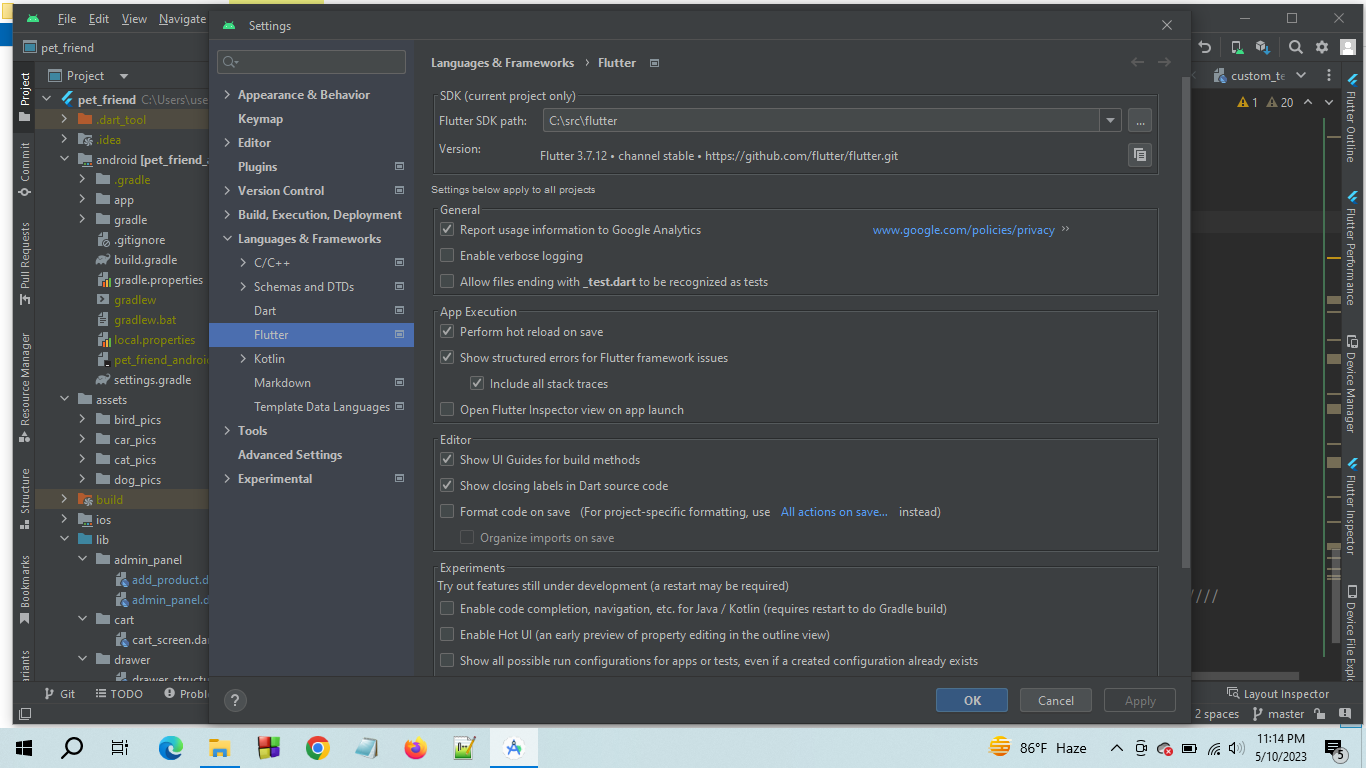 File Edit View Navigate
Settings
pet_friend
Project
pet_friend C:\Users\use
.dart_tool
.idea
android [pet_friend_a
.gradle
app
gradle
.gitignore
build.gradle
gradle.properties
gradlew
gradlew.bat
local.properties
pet_friend_android
settings.gradle
assets
bird_pics
car_pics
cat_pics
dog_pics
build
ios
lib
admin_panel
add_product.d
admin_panel.d
cart
cart_screen.dar
drawer
drawer_structu
Project
Commit
Pull Requests
Resource Manager
Structure
Bookmarks
ariants
Appearance & Behavior
Keymap
Editor
Plugins
Version Control
Build, Execution, Deployment
Languages & Frameworks
C/C++
Schemas and DTDs
Dart
Flutter
Kotlin
Markdown
Template Data Languages
Tools
Advanced Settings
Experimental
Languages & Frameworks › Flutter
SDK (current project only)
Flutter SDK path: C:\src\flutter ...
Version: Flutter 3.7.12 • channel stable • https://github.com/flutter/flutter.git
Settings below apply to all projects
General
Report usage information to Google Analytics www.google.com/policies/privacy
Enable verbose logging
Allow files ending with _test.dart to be recognized as tests
App Execution
Perform hot reload on save
Show structured errors for Flutter framework issues
Include all stack traces
Open Flutter Inspector view on app launch
Editor
Show UI Guides for build methods
Show closing labels in Dart source code
Format code on save (For project-specific formatting, use All actions on save... instead)
Organize imports on save
Experiments
Try out features still under development (a restart may be required)
Enable code completion, navigation, etc. for Java / Kotlin (requires restart to do Gradle build)
Enable Hot UI (an early preview of property editing in the outline view)
Show all possible run configurations for apps or tests, even if a created configuration already exists
? OK Cancel Apply
custom_te
1 20
////
Flutter Outline
Flutter Performance
Device Manager
Flutter Inspector
Device File Explo
Git TODO Proble
Layout Inspector
2 spaces master
86°F Haze
11:14 PM
5/10/2023
5